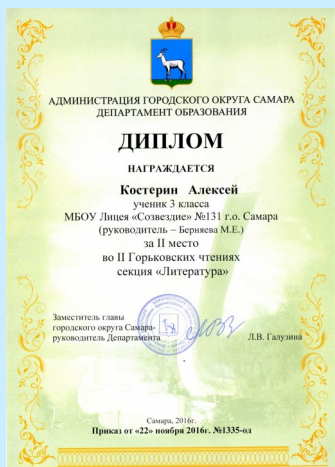 АДМИНИСТРАЦИЯ ГОРОДСКОГО ОКРУГА САМАРА
ДЕПАРТАМЕНТ ОБРАЗОВАНИЯ
ДИПЛОМ
НАГРАЖДАЕТСЯ
Костерин Алексей
ученик 3 класса
МБОУ Лицея «Созвездие» №131 г.о. Самара
(руководитель – Берняева М.Е.)
за II место
во II Горьковских чтениях
секция «Литература»
Заместитель главы
городского округа Самара-
руководитель Департамента
Л.В. Галузина
Самара, 2016г.
Приказ от «22» ноября 2016г. №1335-од